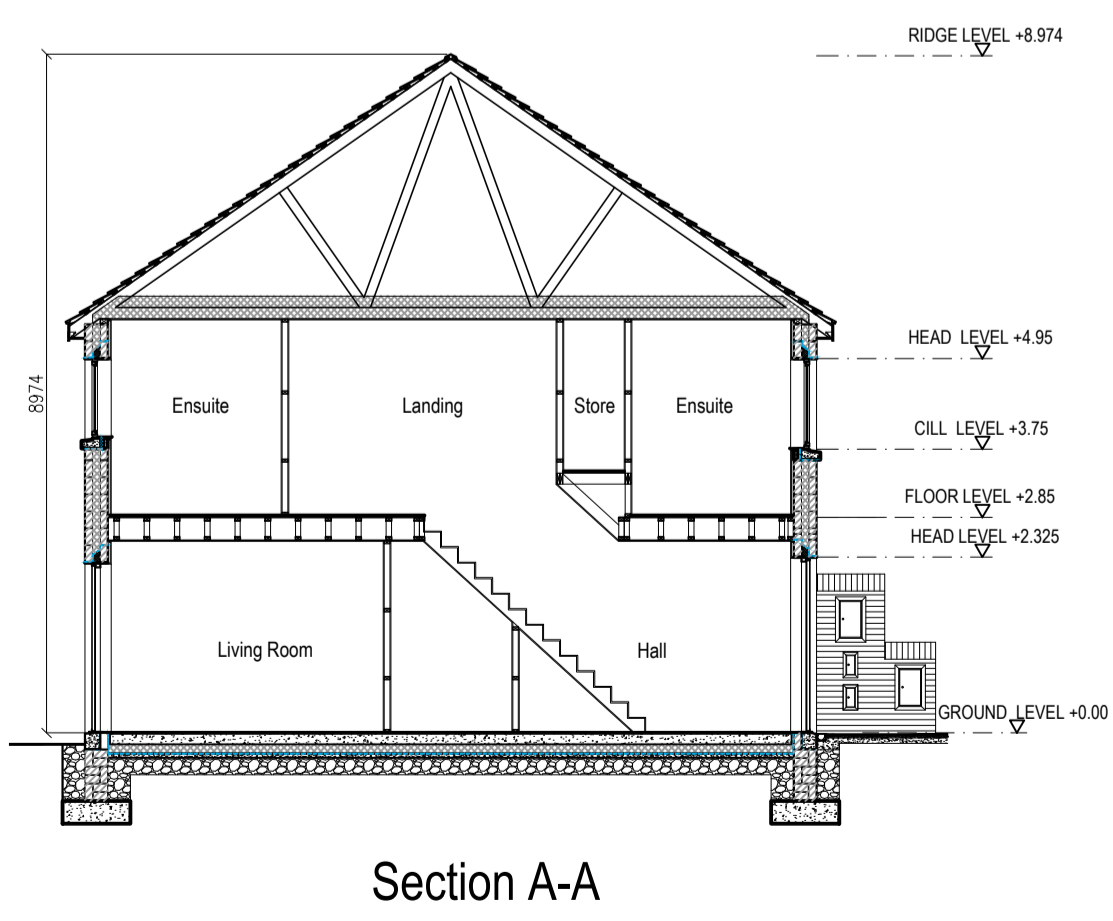 RIDGE LEVEL +8.974
HEAD LEVEL +4.95
8974
Ensuite
Landing
Store
Ensuite
CILL LEVEL +3.75
FLOOR LEVEL +2.85
HEAD LEVEL +2.325
Living Room
Hall
GROUND LEVEL +0.00
Section A-A